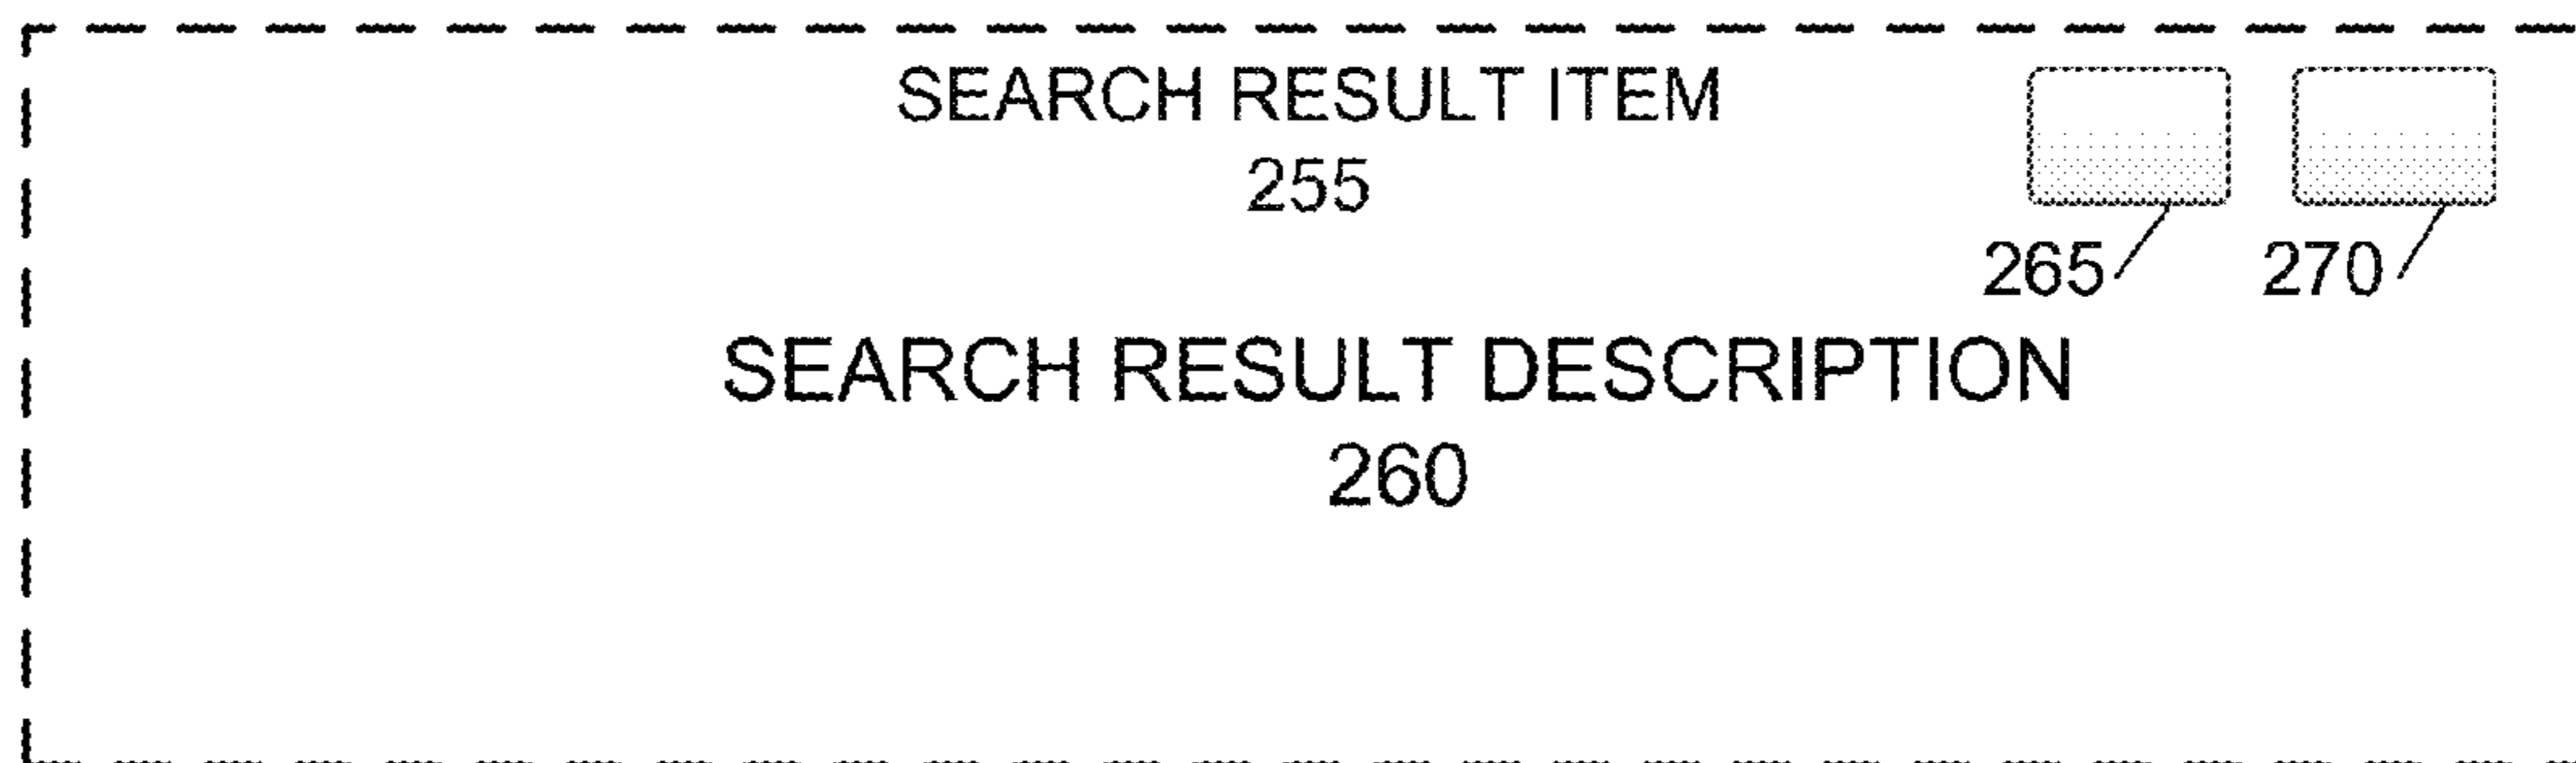 SEARCH RESULT ITEM
255
265 270
SEARCH RESULT DESCRIPTION
260